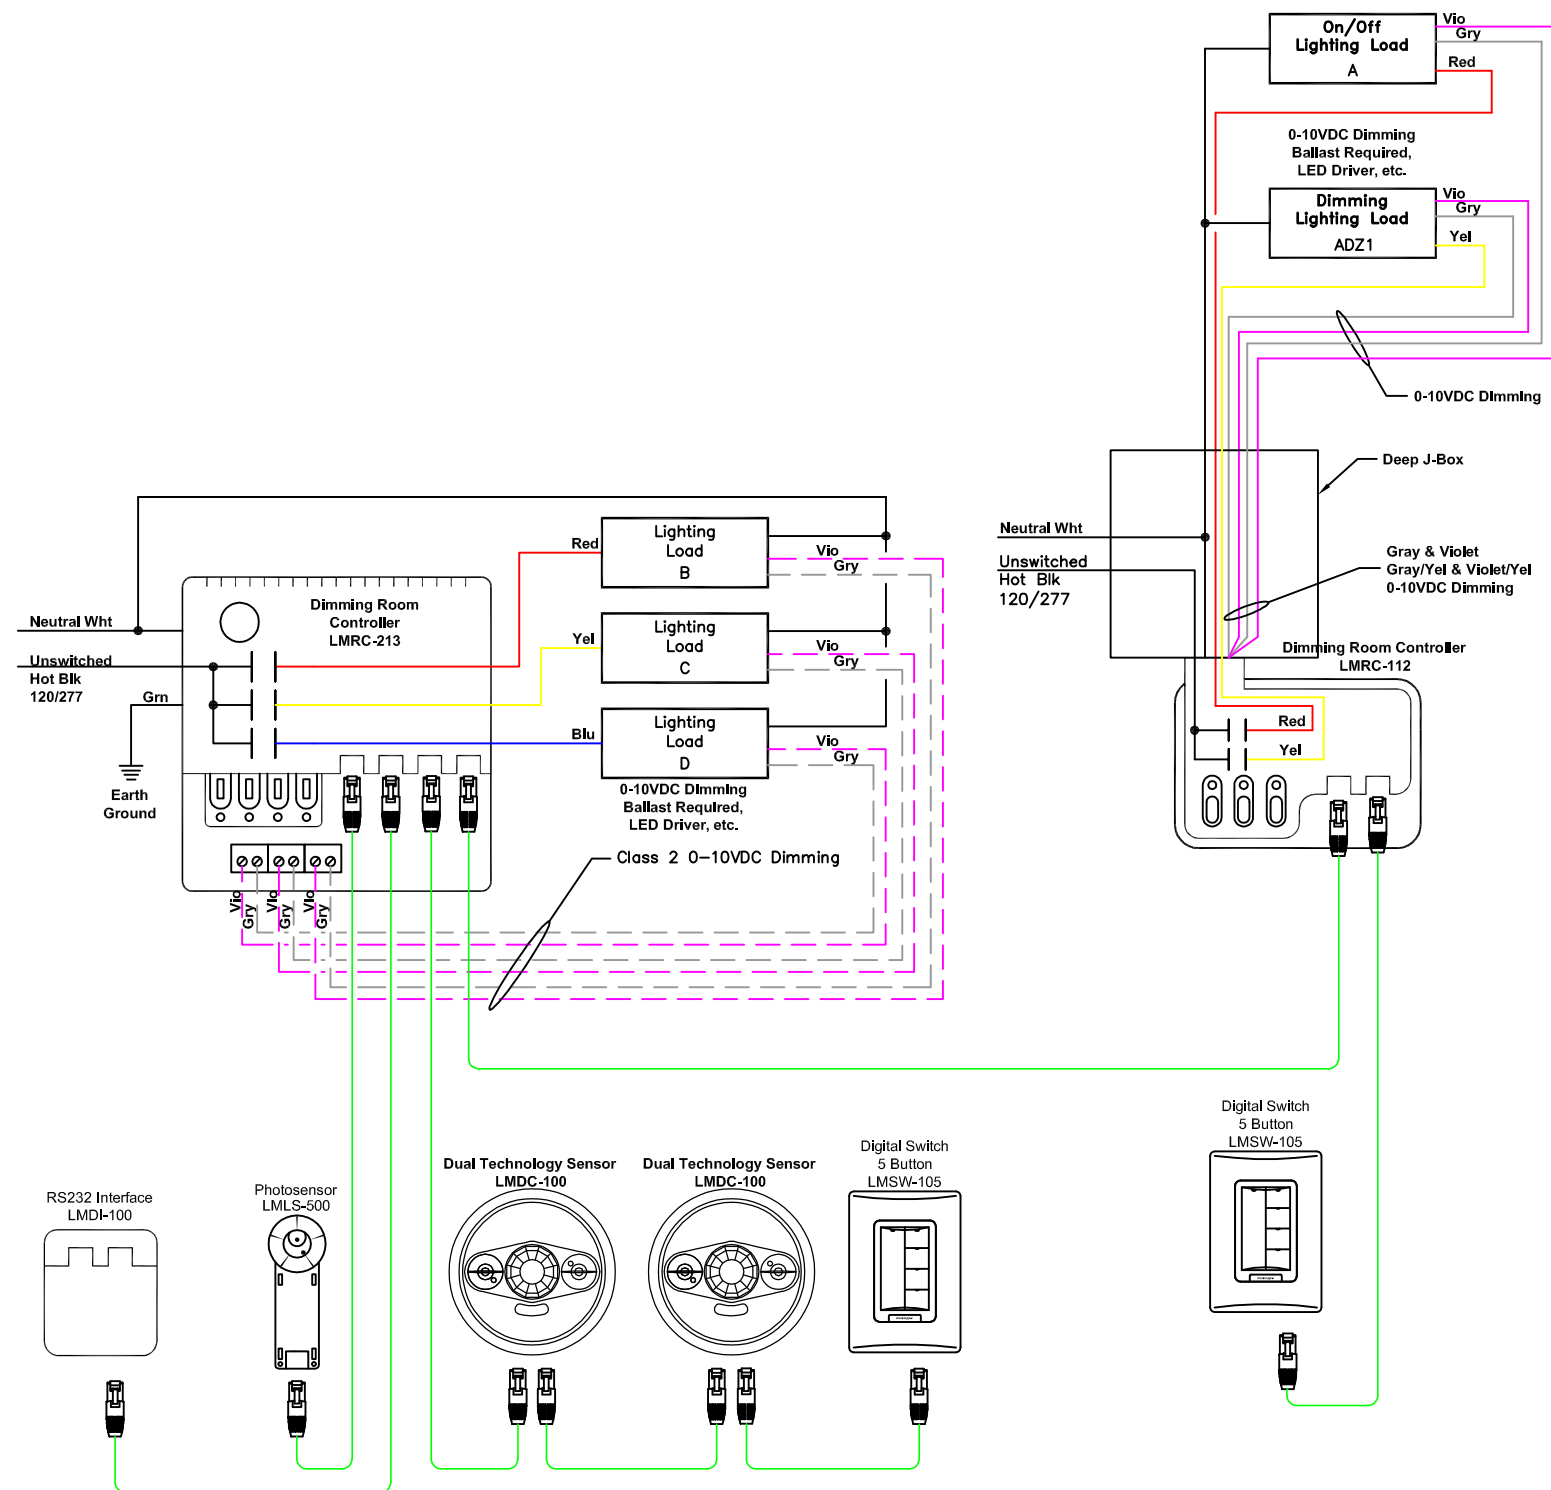 On/Off
Lighting Load
A
Vio
Gry
Red
0-10VDC Dimming
Ballast Required,
LED Driver, etc.
Dimming
Lighting Load
ADZ1
Vio
Gry
Yel
0-10VDC Dimming
Deep J-Box
Neutral Wht
Unswitched
Hot Blk
120/277
Gray & Violet
Gray/Yel & Violet/Yel
0-10VDC Dimming
Dimming Room Controller
LMRC-112
Red
Yel
Lighting
Load
B
Red
Vio
Gry
Lighting
Load
C
Yel
Vio
Gry
Lighting
Load
D
Blu
Vio
Gry
0-10VDC Dimming
Ballast Required,
LED Driver, etc.
Class 2 0-10VDC Dimming
Dimming Room
Controller
LMRC-213
Neutral Wht
Unswitched
Hot Blk
120/277
Grn
Earth
Ground
Vio
Gry
Vio
Gry
Vio
Gry
RS232 Interface
LMDI-100
Photosensor
LMLS-500
Dual Technology Sensor
LMDC-100
Dual Technology Sensor
LMDC-100
Digital Switch
5 Button
LMSW-105
Digital Switch
5 Button
LMSW-105